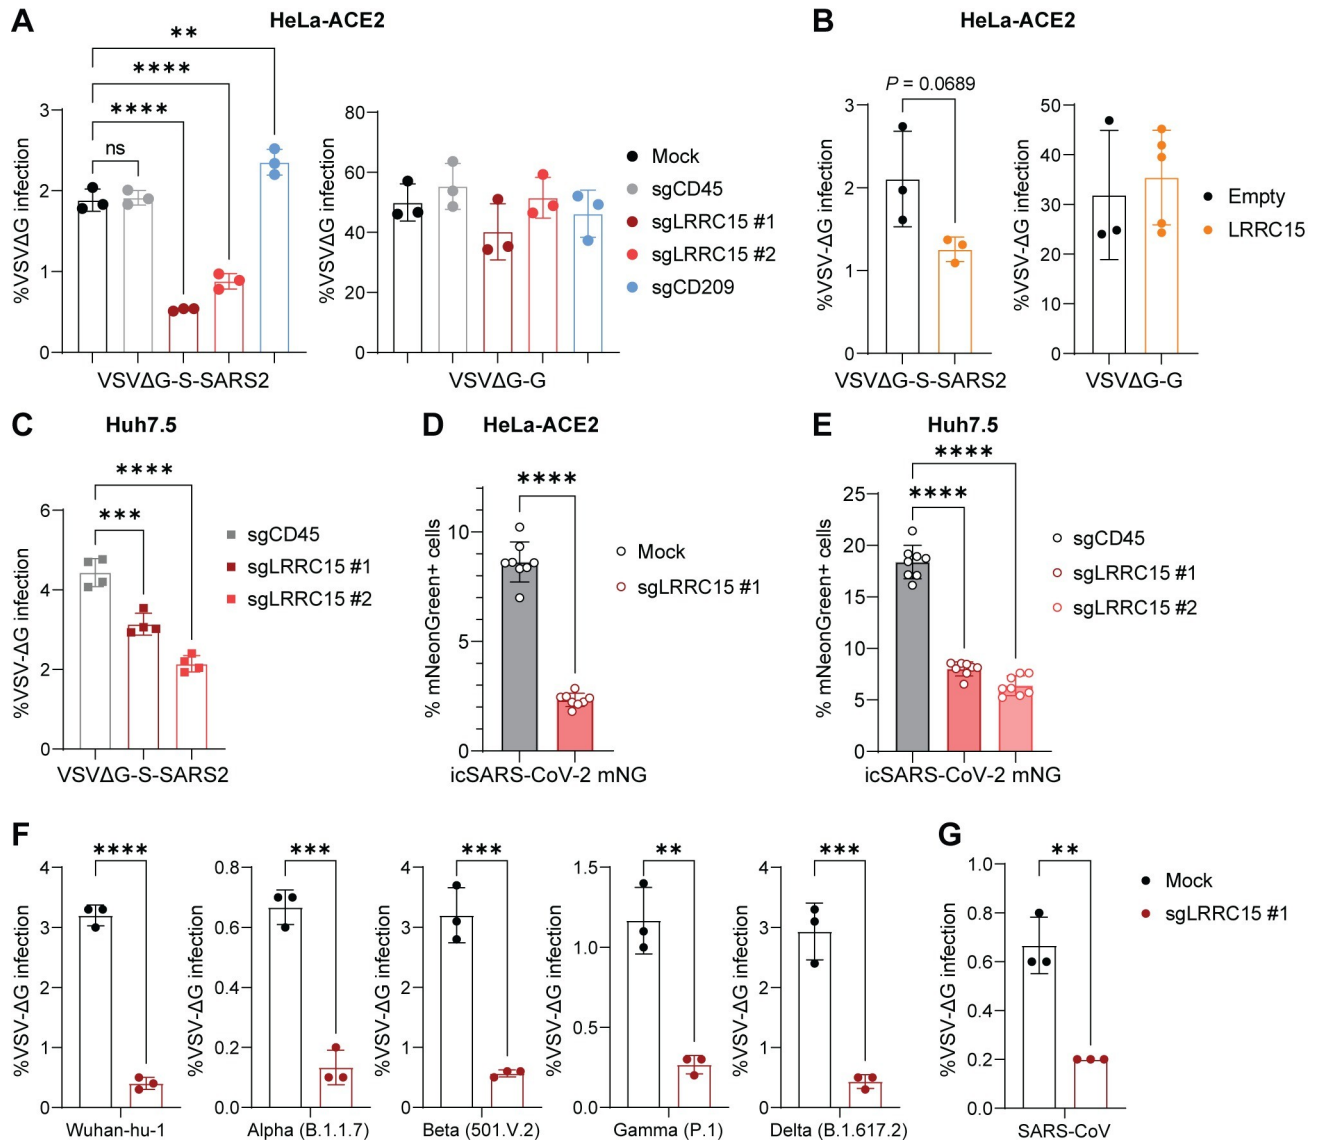 A
HeLa-ACE2
**
****
****
ns
%VSVΔG infection
3
2
1
0
VSVΔG-S-SARS2
%VSVΔG infection
80
60
40
20
0
VSVΔG-G
Mock
sgCD45
sgLRRC15 #1
sgLRRC15 #2
sgCD209
B
HeLa-ACE2
P = 0.0689
%VSV-ΔG infection
3
2
1
0
VSVΔG-S-SARS2
%VSV-ΔG infection
50
40
30
20
10
0
VSVΔG-G
Empty
LRRC15
C
Huh7.5
****
***
%VSV-ΔG infection
6
4
2
0
VSVΔG-S-SARS2
sgCD45
sgLRRC15 #1
sgLRRC15 #2
D
HeLa-ACE2
****
% mNeonGreen+ cells
10
5
0
icSARS-CoV-2 mNG
Mock
sgLRRC15 #1
E
Huh7.5
****
****
% mNeonGreen+ cells
25
20
15
10
5
0
icSARS-CoV-2 mNG
sgCD45
sgLRRC15 #1
sgLRRC15 #2
F
****
%VSV-ΔG infection
4
3
2
1
0
Wuhan-hu-1
***
%VSV-ΔG infection
0.8
0.6
0.4
0.2
0.0
Alpha (B.1.1.7)
***
%VSV-ΔG infection
4
3
2
1
0
Beta (501.V.2)
**
%VSV-ΔG infection
1.5
1.0
0.5
0.0
Gamma (P.1)
***
%VSV-ΔG infection
4
3
2
1
0
Delta (B.1.617.2)
G
**
%VSV-ΔG infection
1.0
0.8
0.6
0.4
0.2
0.0
SARS-CoV
Mock
sgLRRC15 #1